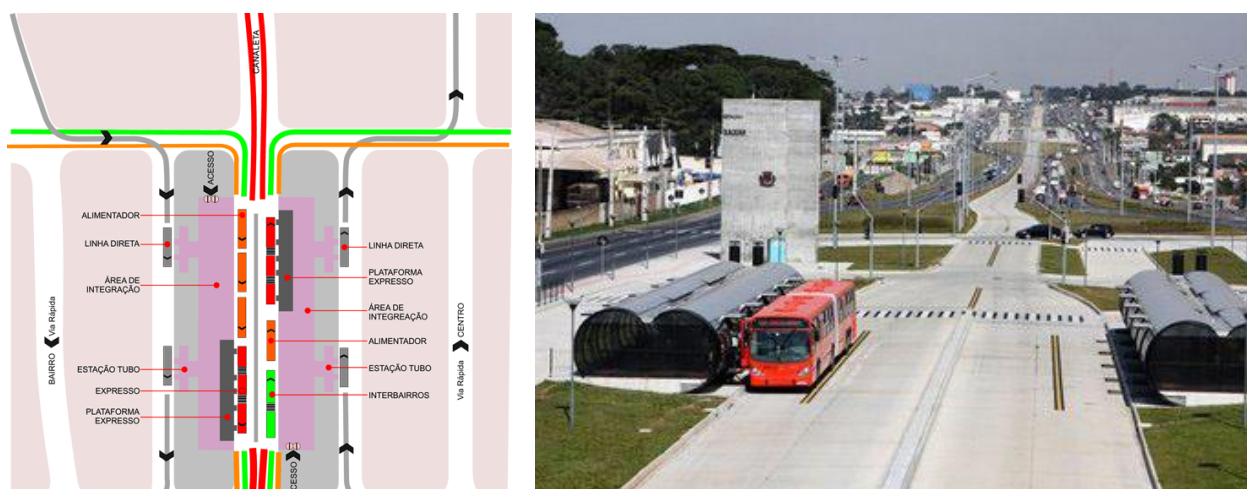 CANALETA
ACESSO
ALIMENTADOR
LINHA DIRETA
ÁREA DE
INTEGRAÇÃO
BAIRRO
Via Rápida
ESTAÇÃO TUBO
EXPRESSO
PLATAFORMA
EXPRESSO
LINHA DIRETA
PLATAFORMA
EXPRESSO
ÁREA DE
INTEGREAÇÃO
ALIMENTADOR
ESTAÇÃO TUBO
INTERBAIRROS
Via Rápida
CENTRO
CESSO